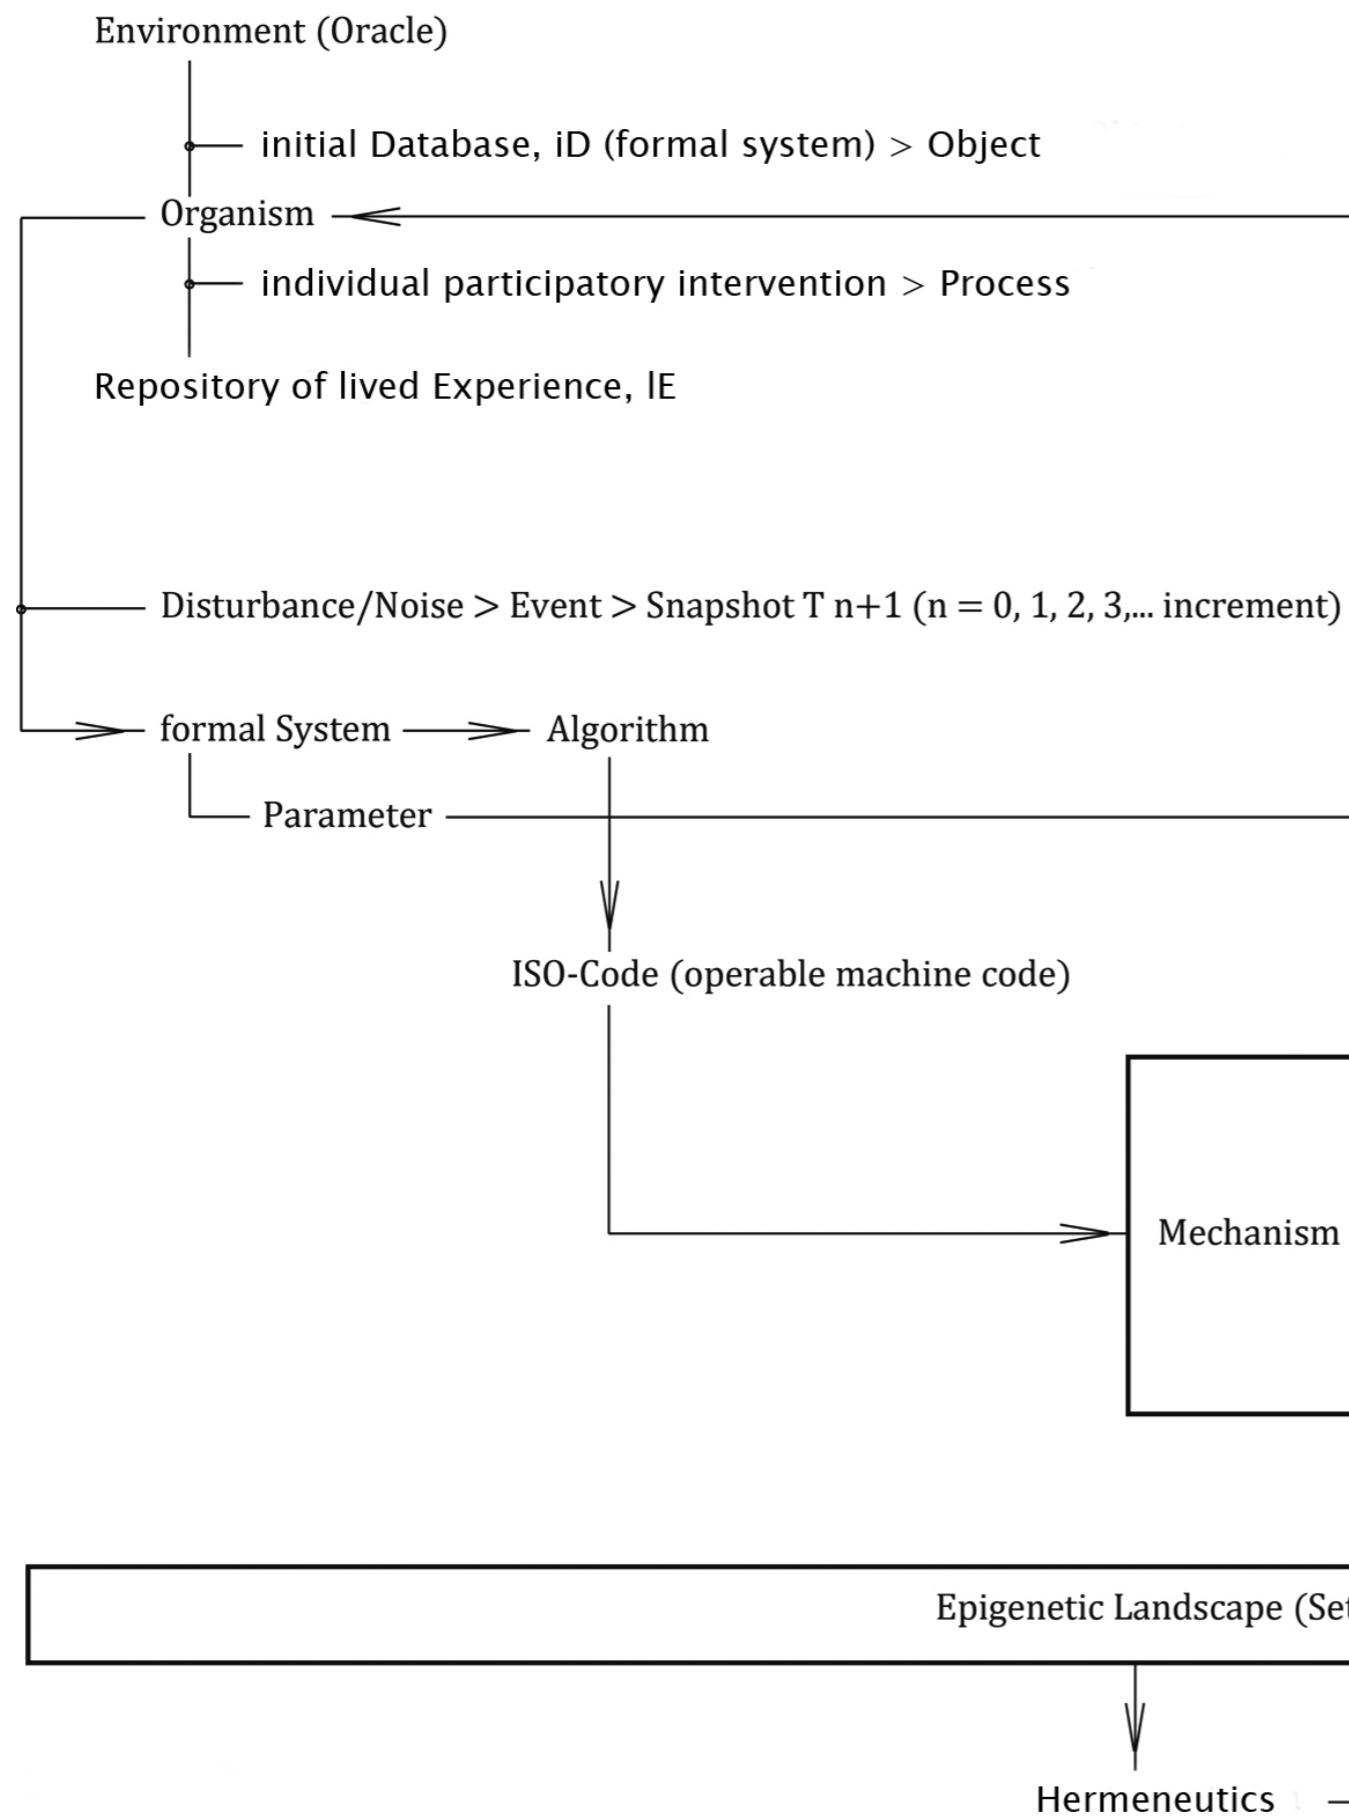 Environment (Oracle)
initial Database, iD (formal system) > Object
Organism
individual participatory intervention > Process
Repository of lived Experience, lE
Disturbance/Noise > Event > Snapshot T n+1 (n = 0, 1, 2, 3,... increment)
formal System Algorithm
Parameter
ISO-Code (operable machine code)
Mechanism
Epigenetic Landscape (Set
Hermeneutics